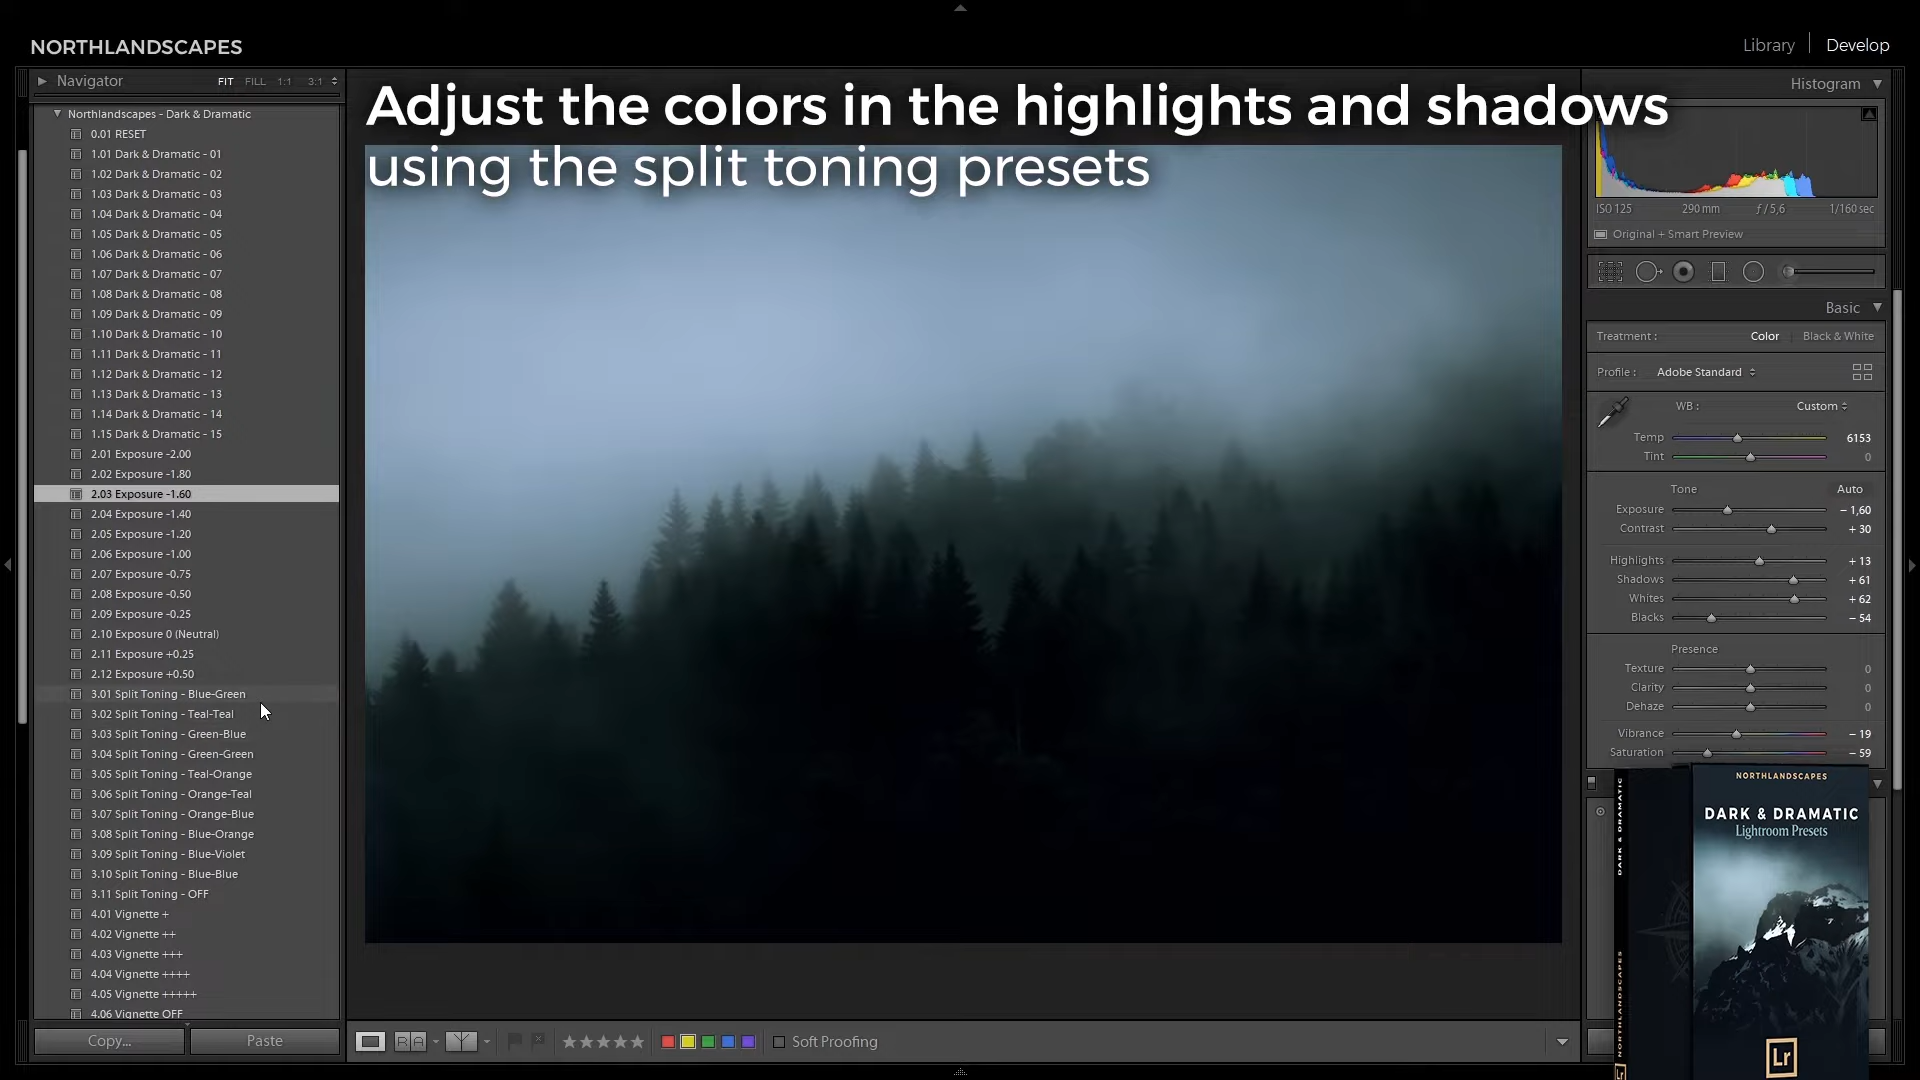 NORTHLANDSCAPES
Library
Develop
Navigator
FIT
FILL
1:1
3:1
Adjust the colors in the highlights and shadows
using the split toning presets
Northlandscapes - Dark & Dramatic
0.01 RESET
1.01 Dark & Dramatic - 01
1.02 Dark & Dramatic - 02
1.03 Dark & Dramatic - 03
1.04 Dark & Dramatic - 04
1.05 Dark & Dramatic - 05
1.06 Dark & Dramatic - 06
1.07 Dark & Dramatic - 07
1.08 Dark & Dramatic - 08
1.09 Dark & Dramatic - 09
1.10 Dark & Dramatic - 10
1.11 Dark & Dramatic - 11
1.12 Dark & Dramatic - 12
1.13 Dark & Dramatic - 13
1.14 Dark & Dramatic - 14
1.15 Dark & Dramatic - 15
2.01 Exposure -2.00
2.02 Exposure -1.80
2.03 Exposure -1.60
2.04 Exposure -1.40
2.05 Exposure -1.20
2.06 Exposure -1.00
2.07 Exposure -0.75
2.08 Exposure -0.50
2.09 Exposure -0.25
2.10 Exposure 0 (Neutral)
2.11 Exposure +0.25
2.12 Exposure +0.50
3.01 Split Toning - Blue-Green
3.02 Split Toning - Teal-Teal
3.03 Split Toning - Green-Blue
3.04 Split Toning - Green-Green
3.05 Split Toning - Teal-Orange
3.06 Split Toning - Orange-Teal
3.07 Split Toning - Orange-Blue
3.08 Split Toning - Blue-Orange
3.09 Split Toning - Blue-Violet
3.10 Split Toning - Blue-Blue
3.11 Split Toning - OFF
4.01 Vignette +
4.02 Vignette ++
4.03 Vignette +++
4.04 Vignette ++++
4.05 Vignette +++++
4.06 Vignette OFF
Copy...
Paste
Soft Proofing
Histogram
ISO 125 290 mm ƒ / 5,6 1/160 sec
Original + Smart Preview
Basic
Treatment : Color Black & White
Profile : Adobe Standard
WB : Custom
Temp 6153
Tint 0
Tone Auto
Exposure – 1,60
Contrast + 30
Highlights + 13
Shadows + 61
Whites + 62
Blacks – 54
Presence
Texture 0
Clarity 0
Dehaze 0
Vibrance – 19
Saturation – 59
NORTHLANDSCAPES
DARK & DRAMATIC
Lightroom Presets
Lr
DARK & DRAMATIC
NORTHLANDSCAPES
Lr